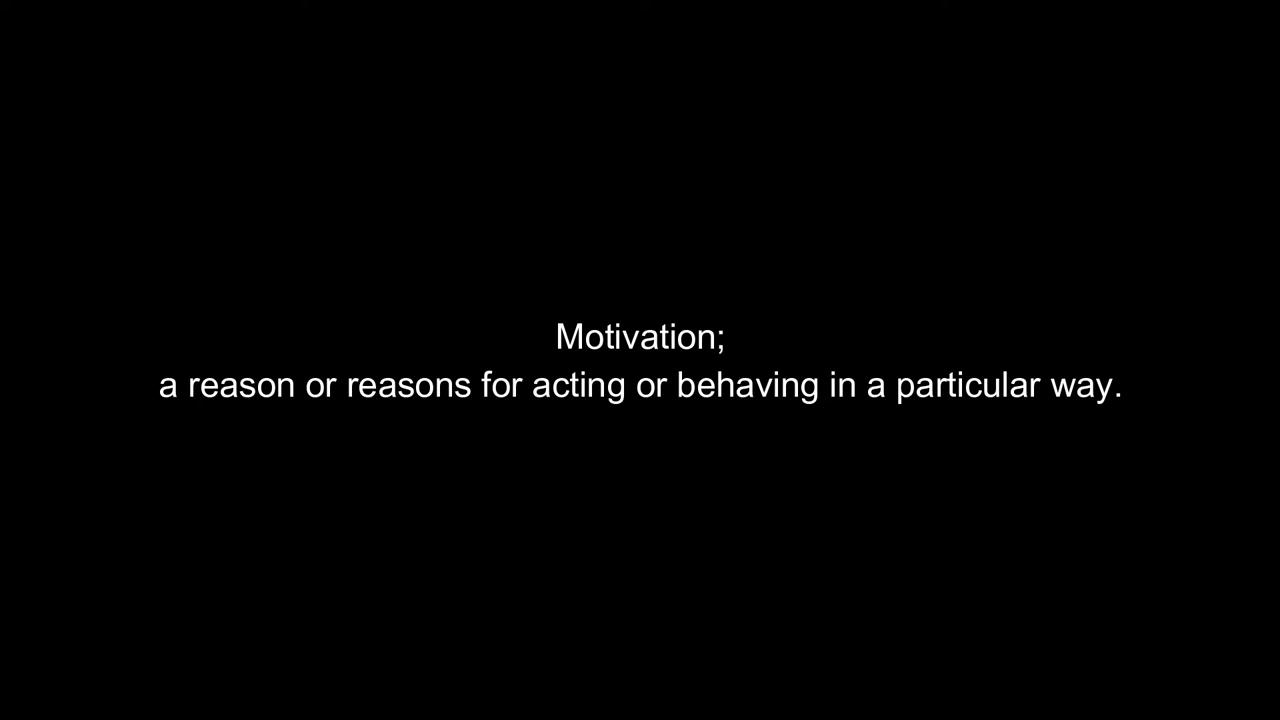 Motivation;
a reason or reasons for acting or behaving in a particular way.